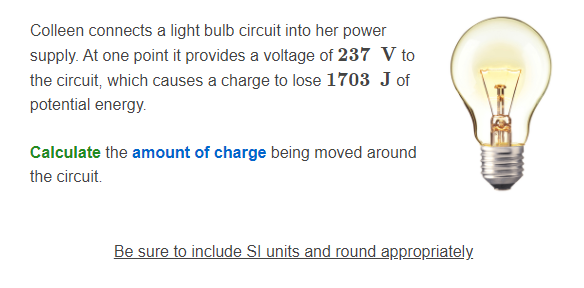 Colleen connects a light bulb circuit into her power
supply. At one point it provides a voltage of 237 V to
the circuit, which causes a charge to lose 1703 J of
potential energy.
Calculate the amount of charge being moved around
the circuit.
Be sure to include SI units and round appropriately